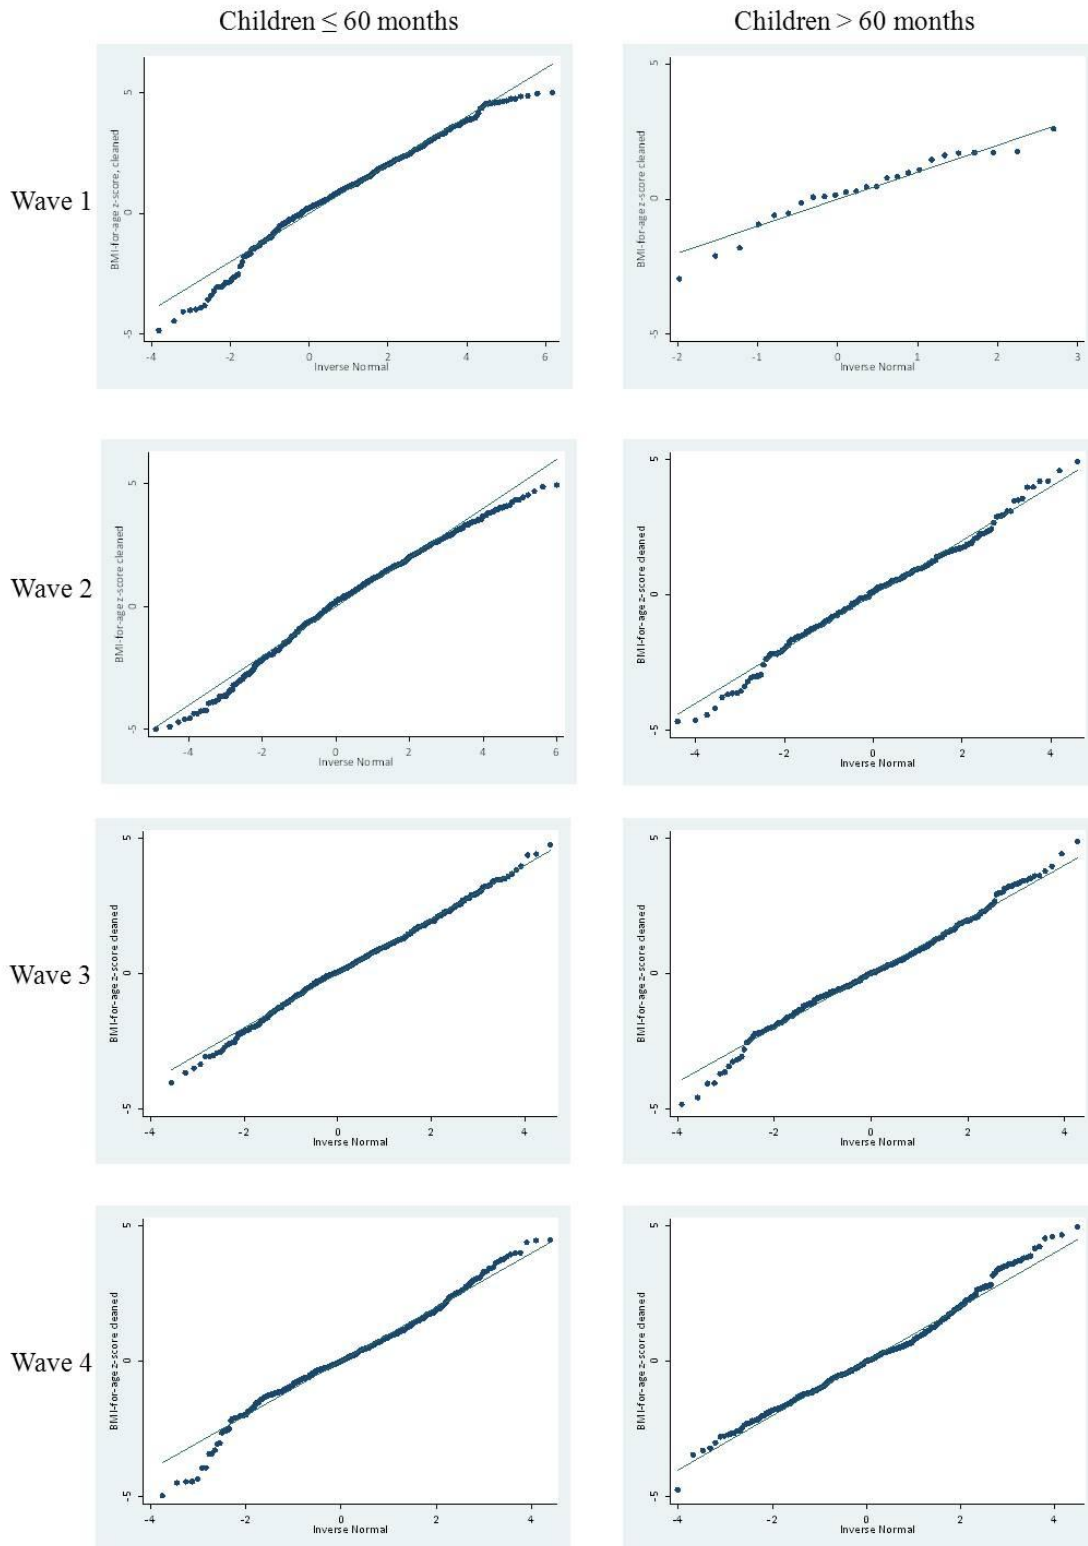 Children ≤ 60 months
Children > 60 months
Wave 1
BMI-for-age z-score, cleaned
5
0
-5
-4 -2 0 2 4 6
Inverse Normal
BMI-for-age z-score cleaned
5
0
-5
-2 -1 0 1 2 3
Inverse Normal
Wave 2
BMI-for-age z-score cleaned
5
0
-5
-4 -2 0 2 4 6
Inverse Normal
BMI-for-age z-score cleaned
5
0
-5
-4 -2 0 2 4
Inverse Normal
Wave 3
BMI-for-age z-score cleaned
5
0
-5
-4 -2 0 2 4
Inverse Normal
BMI-for-age z-score cleaned
5
0
-5
-4 -2 0 2 4
Inverse Normal
Wave 4
BMI-for-age z-score cleaned
5
0
-5
-4 -2 0 2 4
Inverse Normal
BMI-for-age z-score cleaned
5
0
-5
-4 -2 0 2 4
Inverse Normal